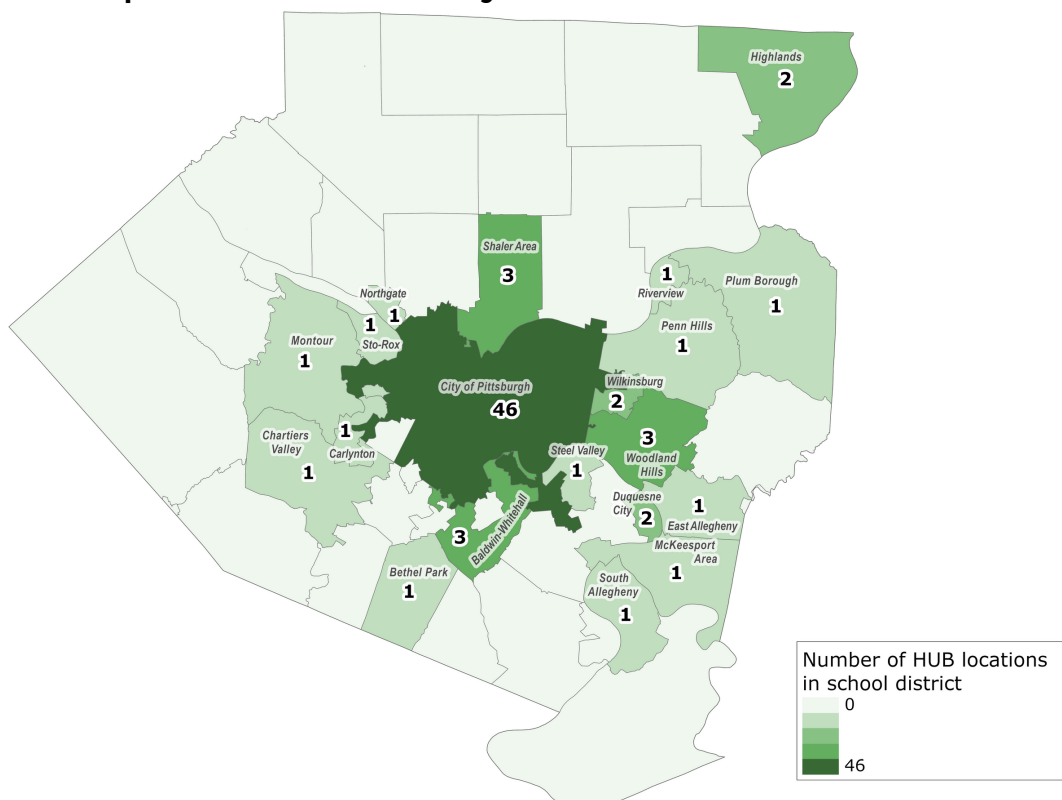 Highlands
2
Shaler Area
3
Northgate
1
1
Sto-Rox
Montour
1
1
Riverview
Plum Borough
1
Penn Hills
1
City of Pittsburgh
46
Wilkinsburg
2
3
Woodland
Hills
Chartiers
Valley
1
1
Carlynton
Steel Valley
1
Duquesne
City
2
1
East Allegheny
McKeesport
Area
1
3
Baldwin-Whitehall
Bethel Park
1
South
Allegheny
1
Number of HUB locations
in school district
0
46